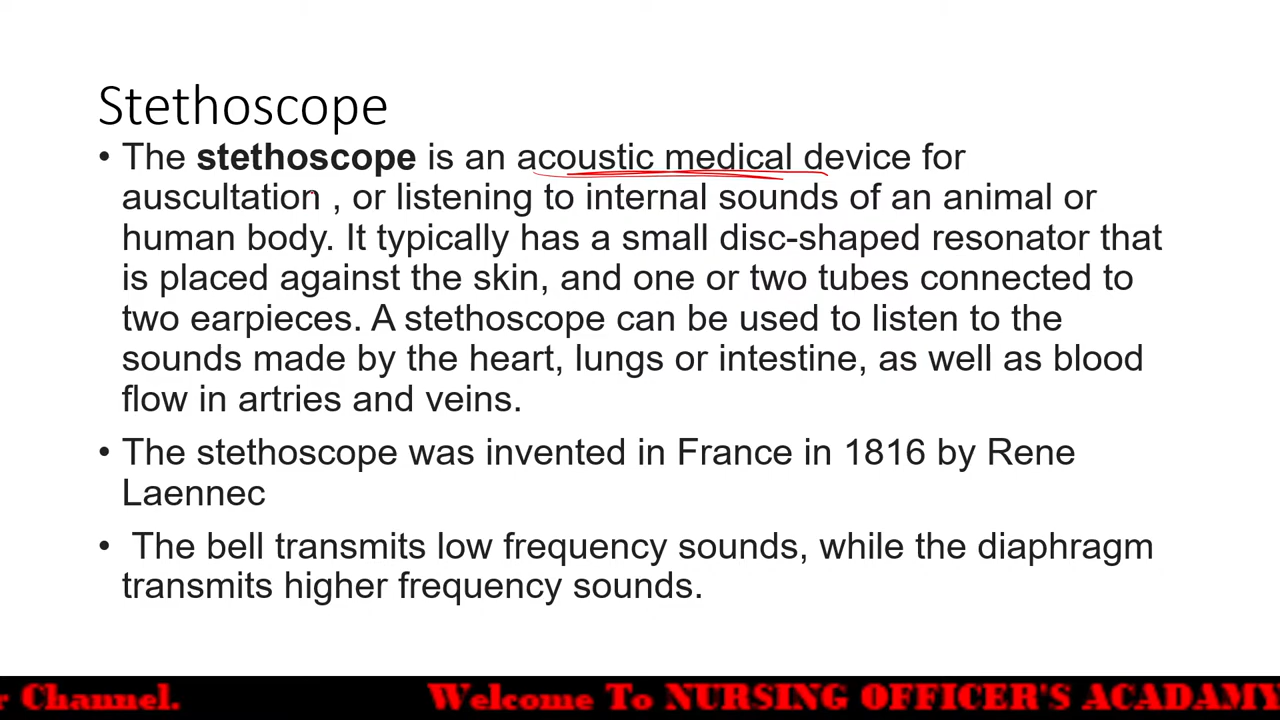 Stethoscope
• The stethoscope is an acoustic medical device for
auscultation , or listening to internal sounds of an animal or
human body. It typically has a small disc-shaped resonator that
is placed against the skin, and one or two tubes connected to
two earpieces. A stethoscope can be used to listen to the
sounds made by the heart, lungs or intestine, as well as blood
flow in artries and veins.
• The stethoscope was invented in France in 1816 by Rene
Laennec
• The bell transmits low frequency sounds, while the diaphragm
transmits higher frequency sounds.
r Channel. Welcome To NURSING OFFICER'S ACADAMY